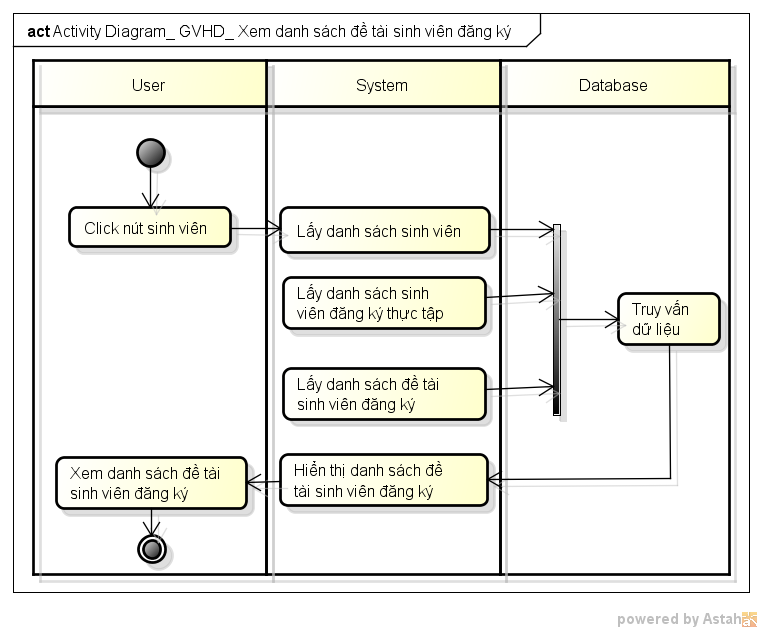 act Activity Diagram_ GVHD_ Xem danh sách đề tài sinh viên đăng ký
User
System
Database
Click nút sinh viên
Lấy danh sách sinh viên
Lấy danh sách sinh
viên đăng ký thực tập
Truy vấn
dữ liệu
Lấy danh sách đề tài
sinh viên đăng ký
Xem danh sách đề tài
sinh viên đăng ký
Hiển thị danh sách đề
tài sinh viên đăng ký
powered by Astah